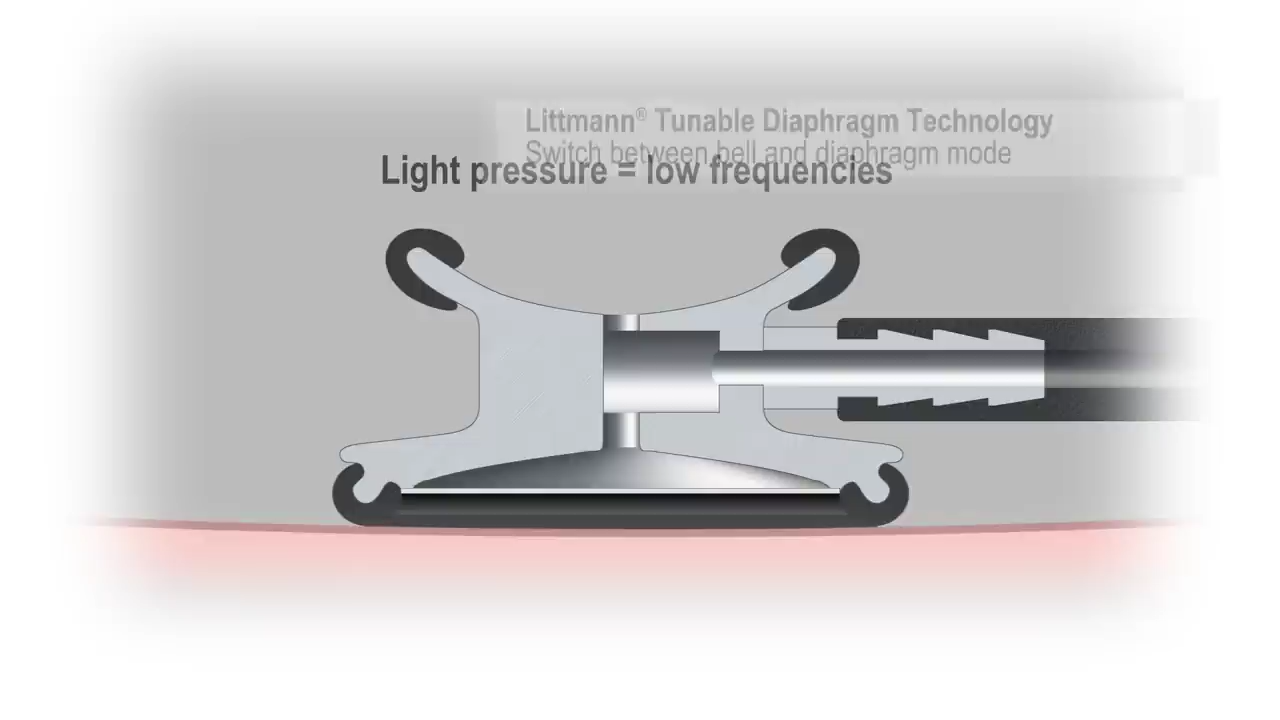 Littmann® Tunable Diaphragm Technology
Switch between bell and diaphragm mode
Light pressure = low frequencies